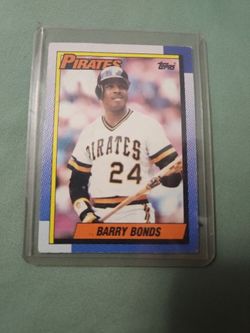 PIRATES
Topps
PIRATES
24
BARRY BONDS